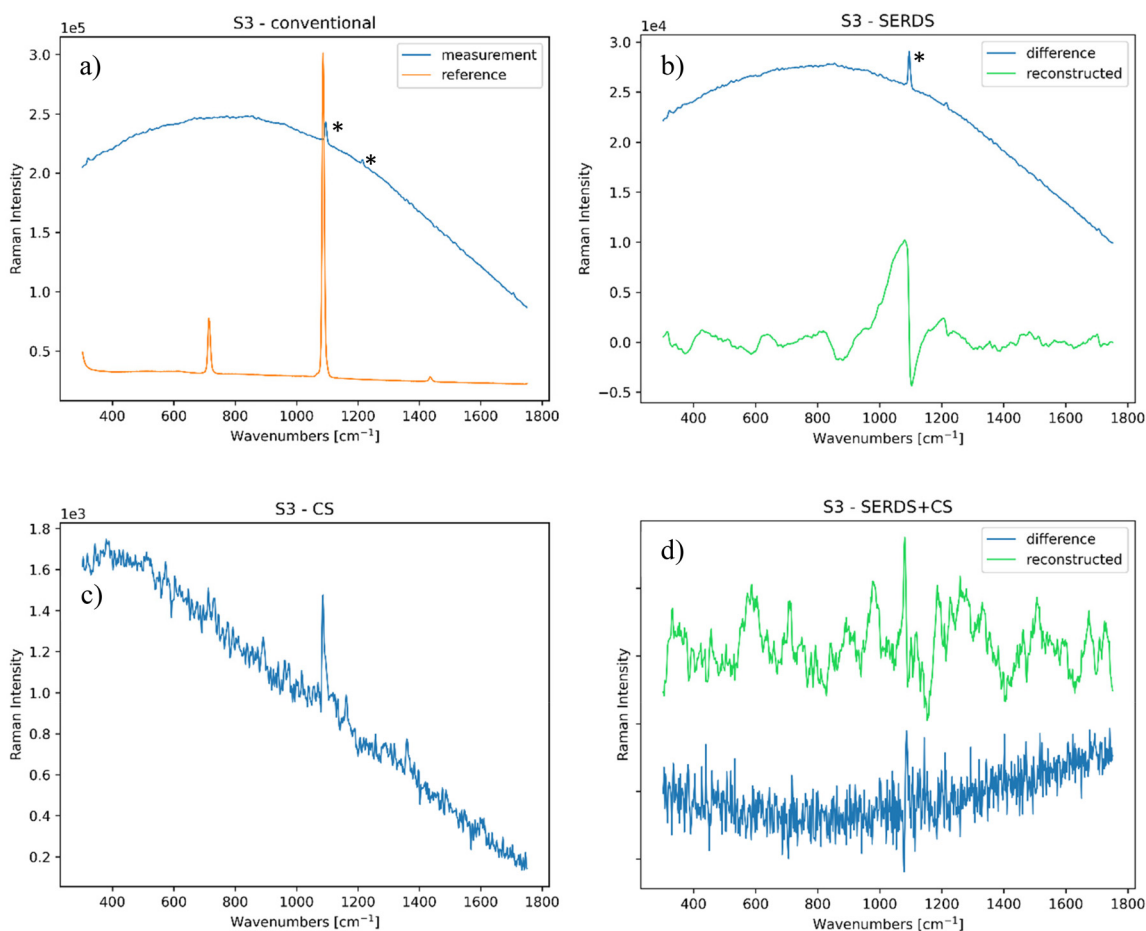 S3 - conventional
1e5
a)
measurement
reference
*
*
3.0
2.5
2.0
1.5
1.0
0.5
Raman Intensity
400 600 800 1000 1200 1400 1600 1800
Wavenumbers [cm⁻¹]
S3 - SERDS
1e4
b)
difference
reconstructed
*
3.0
2.5
2.0
1.5
1.0
0.5
0.0
−0.5
Raman Intensity
400 600 800 1000 1200 1400 1600 1800
Wavenumbers [cm⁻¹]
S3 - CS
1e3
c)
1.8
1.6
1.4
1.2
1.0
0.8
0.6
0.4
0.2
Raman Intensity
400 600 800 1000 1200 1400 1600 1800
Wavenumbers [cm⁻¹]
S3 - SERDS+CS
d)
difference
reconstructed
Raman Intensity
400 600 800 1000 1200 1400 1600 1800
Wavenumbers [cm⁻¹]